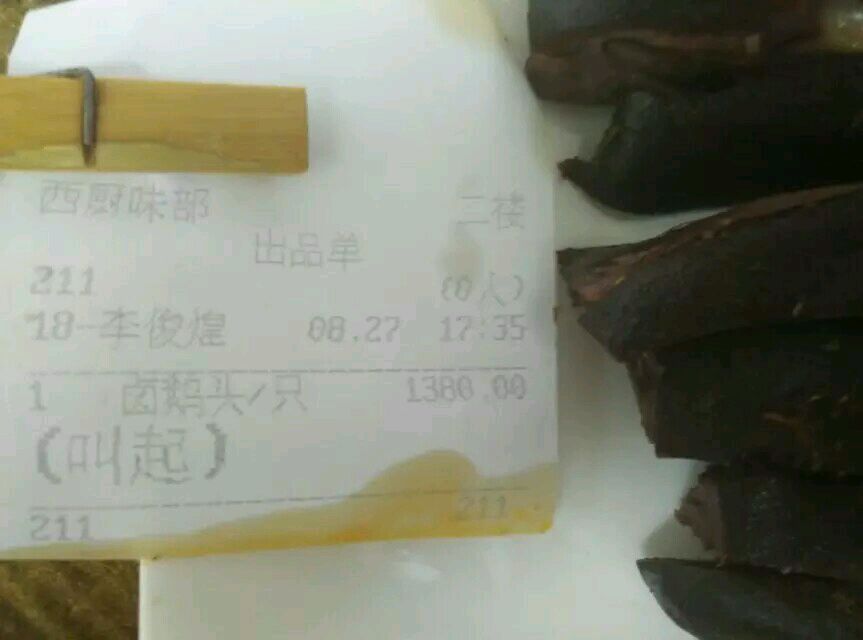 西厨味部 二楼
出品单
211 (0人)
18-李俊煌 08.27 17:35
1 卤鹅头/只 1380.00
(叫起)
211 211